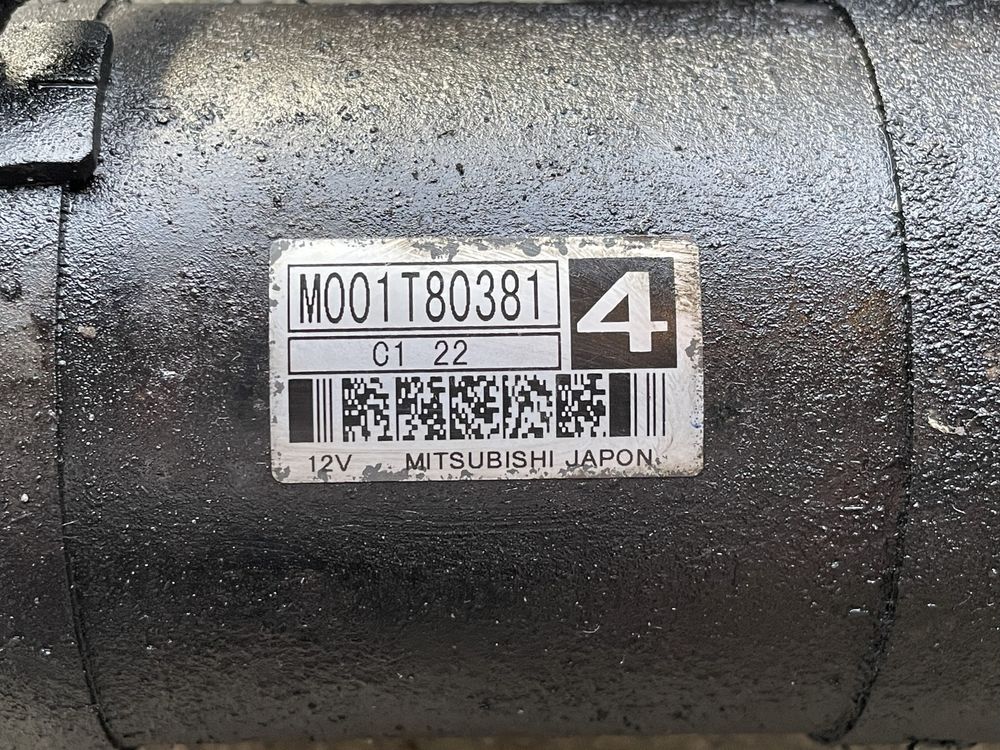 M001T80381
4
C1 22
12V MITSUBISHI JAPON